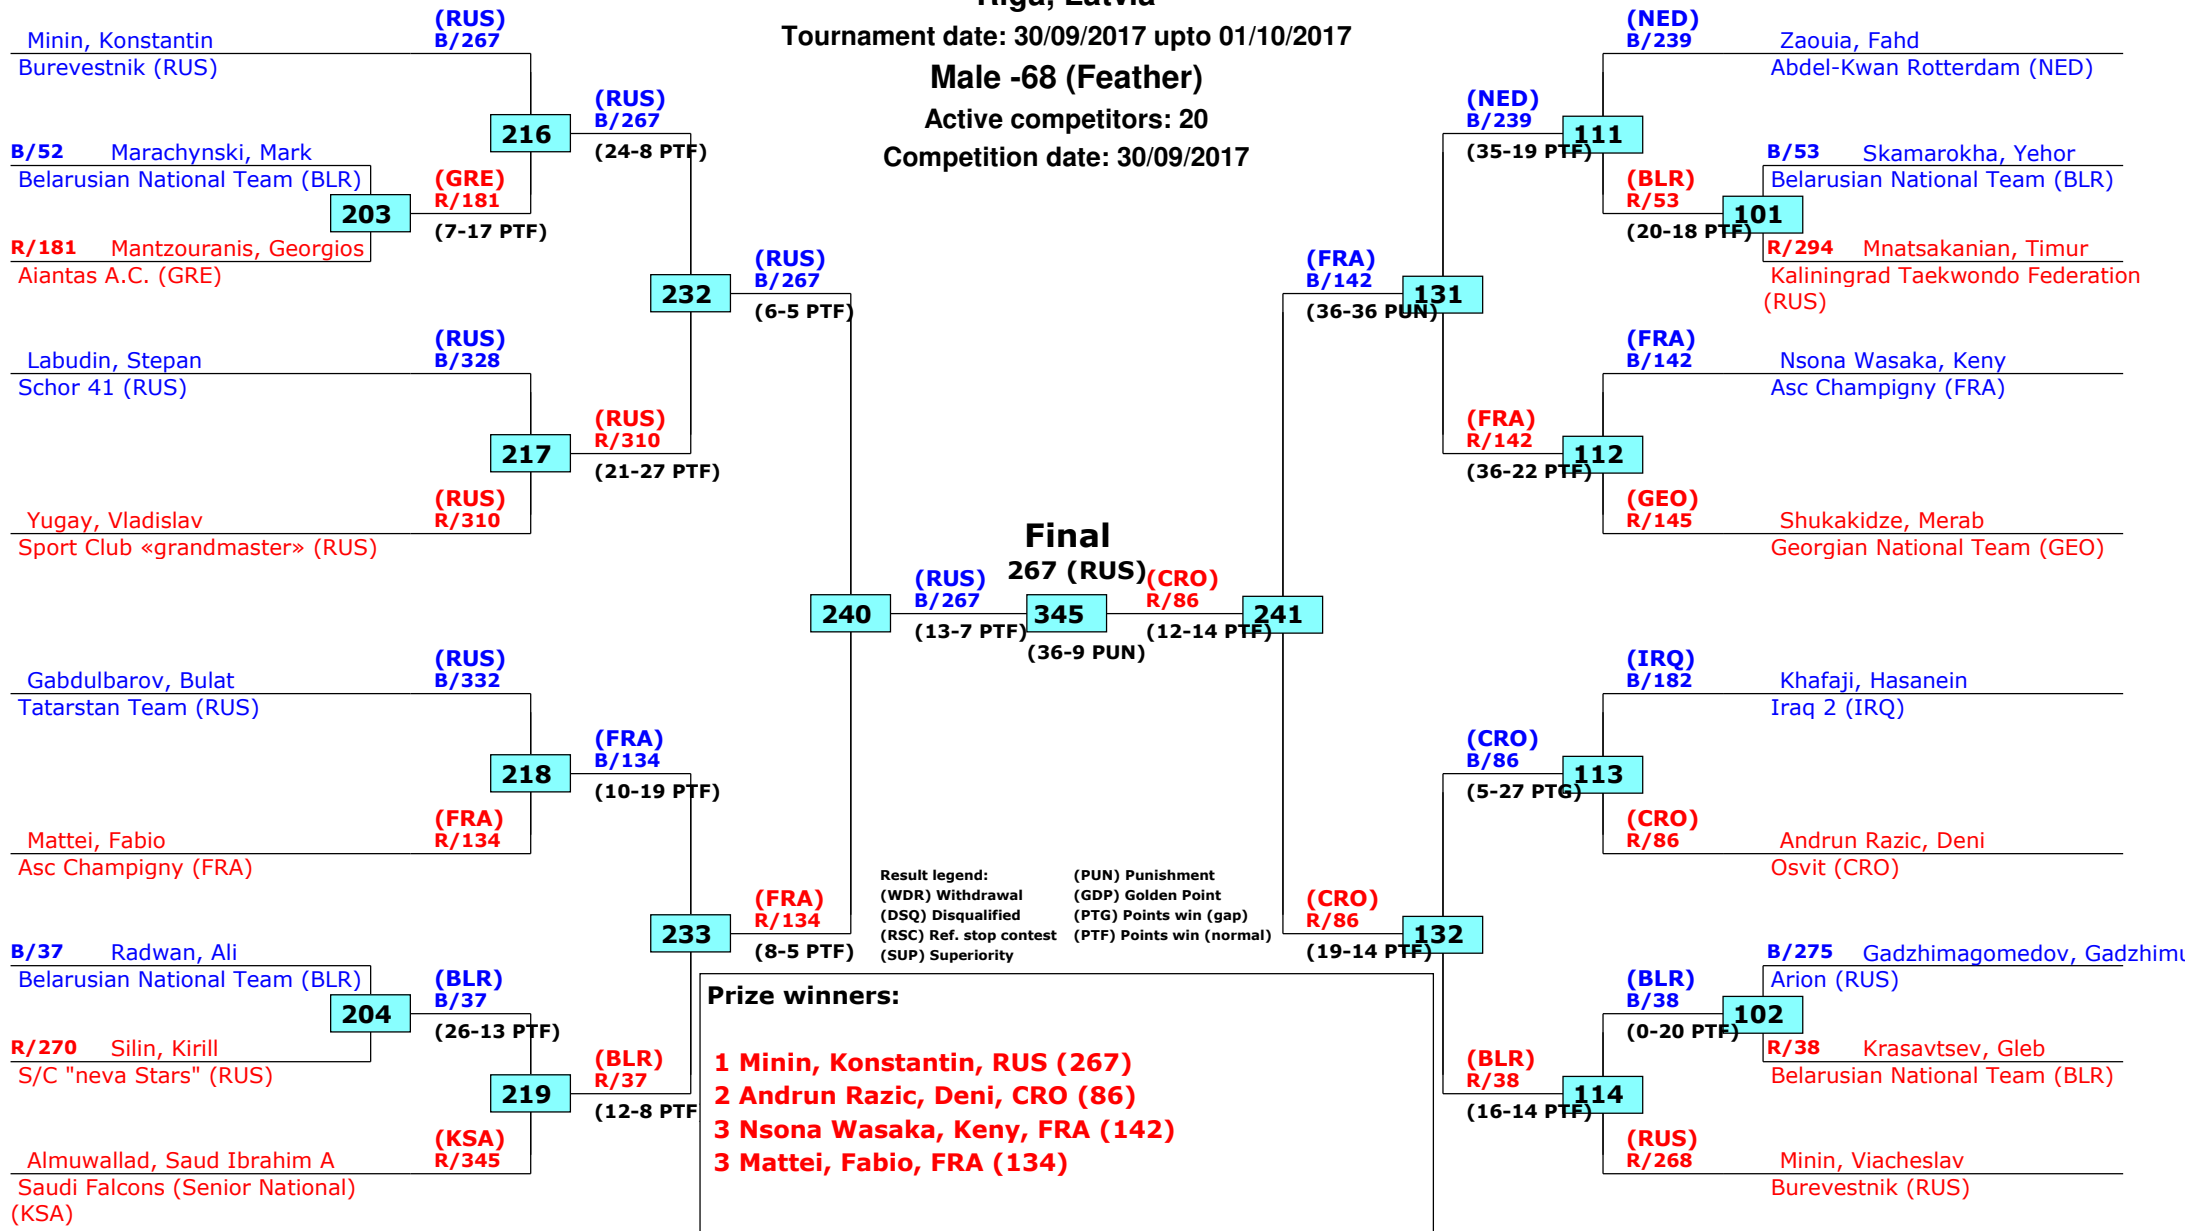 Riga, Latvia
Tournament date: 30/09/2017 upto 01/10/2017
Male -68 (Feather)
Active competitors: 20
Competition date: 30/09/2017
Minin, Konstantin
Burevestnik (RUS)
(RUS)
B/267
B/52 Marachynski, Mark
Belarusian National Team (BLR)
203
R/181 Mantzouranis, Georgios
Aiantas A.C. (GRE)
(GRE)
R/181
(7-17 PTF)
216
(RUS)
B/267
(24-8 PTF)
Labudin, Stepan
Schor 41 (RUS)
(RUS)
B/328
217
Yugay, Vladislav
Sport Club «grandmaster» (RUS)
(RUS)
R/310
(RUS)
R/310
(21-27 PTF)
232
(RUS)
B/267
(6-5 PTF)
Gabdulbarov, Bulat
Tatarstan Team (RUS)
(RUS)
B/332
218
Mattei, Fabio
Asc Champigny (FRA)
(FRA)
R/134
(FRA)
B/134
(10-19 PTF)
B/37 Radwan, Ali
Belarusian National Team (BLR)
204
R/270 Silin, Kirill
S/C "neva Stars" (RUS)
(BLR)
B/37
(26-13 PTF)
219
Almuwallad, Saud Ibrahim A
Saudi Falcons (Senior National)
(KSA)
(KSA)
R/345
(BLR)
R/37
(12-8 PTF
233
(FRA)
R/134
(8-5 PTF)
240
(RUS)
B/267
(13-7 PTF)
Final
267 (RUS)
345
(36-9 PUN)
(CRO)
R/86
(12-14 PTF)
241
(FRA)
B/142
(36-36 PUN)
131
(NED)
B/239
(35-19 PTF)
111
(NED)
B/239
Zaouia, Fahd
Abdel-Kwan Rotterdam (NED)
(BLR)
R/53
(20-18 PTF)
101
B/53 Skamarokha, Yehor
Belarusian National Team (BLR)
R/294 Mnatsakanian, Timur
Kaliningrad Taekwondo Federation
(RUS)
(FRA)
R/142
(36-22 PTF)
112
(FRA)
B/142
Nsona Wasaka, Keny
Asc Champigny (FRA)
(GEO)
R/145
Shukakidze, Merab
Georgian National Team (GEO)
(CRO)
R/86
(19-14 PTF)
132
(CRO)
B/86
(5-27 PTG)
113
(IRQ)
B/182
Khafaji, Hasanein
Iraq 2 (IRQ)
(CRO)
R/86
Andrun Razic, Deni
Osvit (CRO)
(BLR)
R/38
(16-14 PTF)
114
(BLR)
B/38
(0-20 PTF)
102
B/275 Gadzhimagomedov,
Arion (RUS)
R/38 Krasavtsev, Gleb
Belarusian National Team (BLR)
(RUS)
R/268
Minin, Viacheslav
Burevestnik (RUS)
Result legend:
(WDR) Withdrawal
(DSQ) Disqualified
(RSC) Ref. stop contest
(SUP) Superiority
(PUN) Punishment
(GDP) Golden Point
(PTG) Points win (gap)
(PTF) Points win (normal)
Prize winners:
1 Minin, Konstantin, RUS (267)
2 Andrun Razic, Deni, CRO (86)
3 Nsona Wasaka, Keny, FRA (142)
3 Mattei, Fabio, FRA (134)